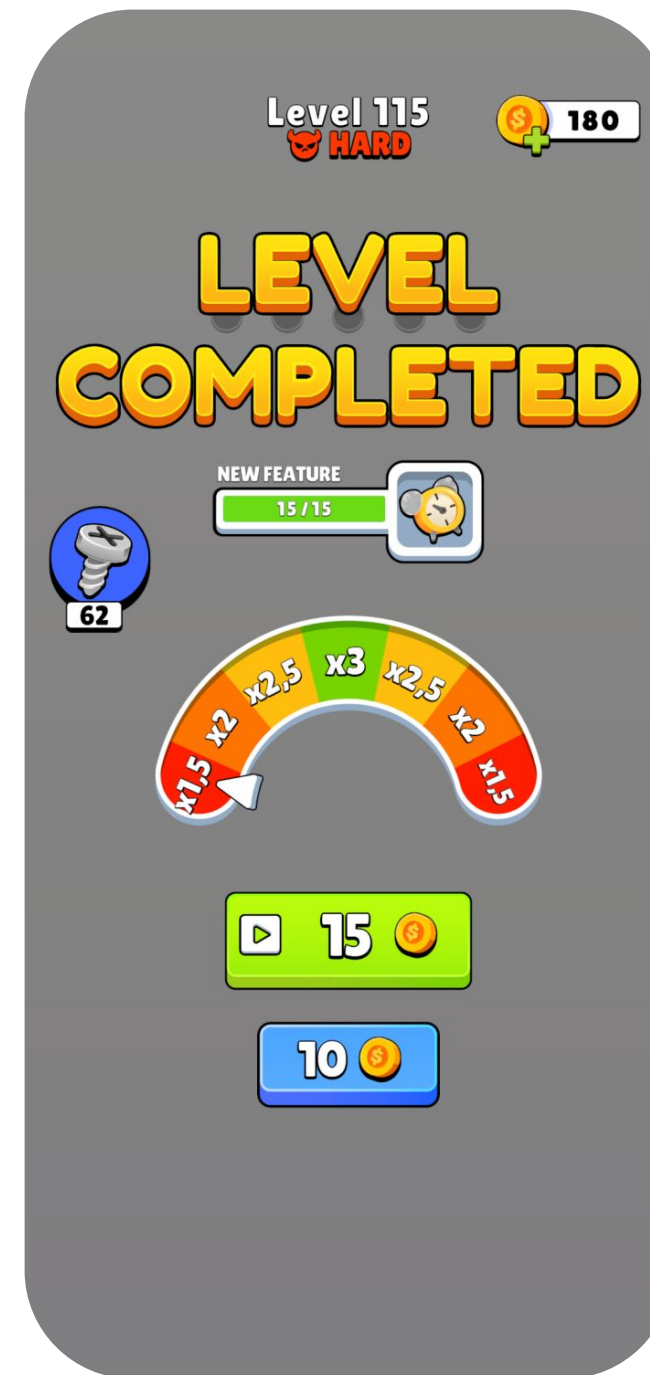 Level 115
HARD
180
LEVEL
COMPLETED
NEW FEATURE
15/15
62
x1,5
x2
x2,5
x3
x2,5
x2
x1,5
15
10